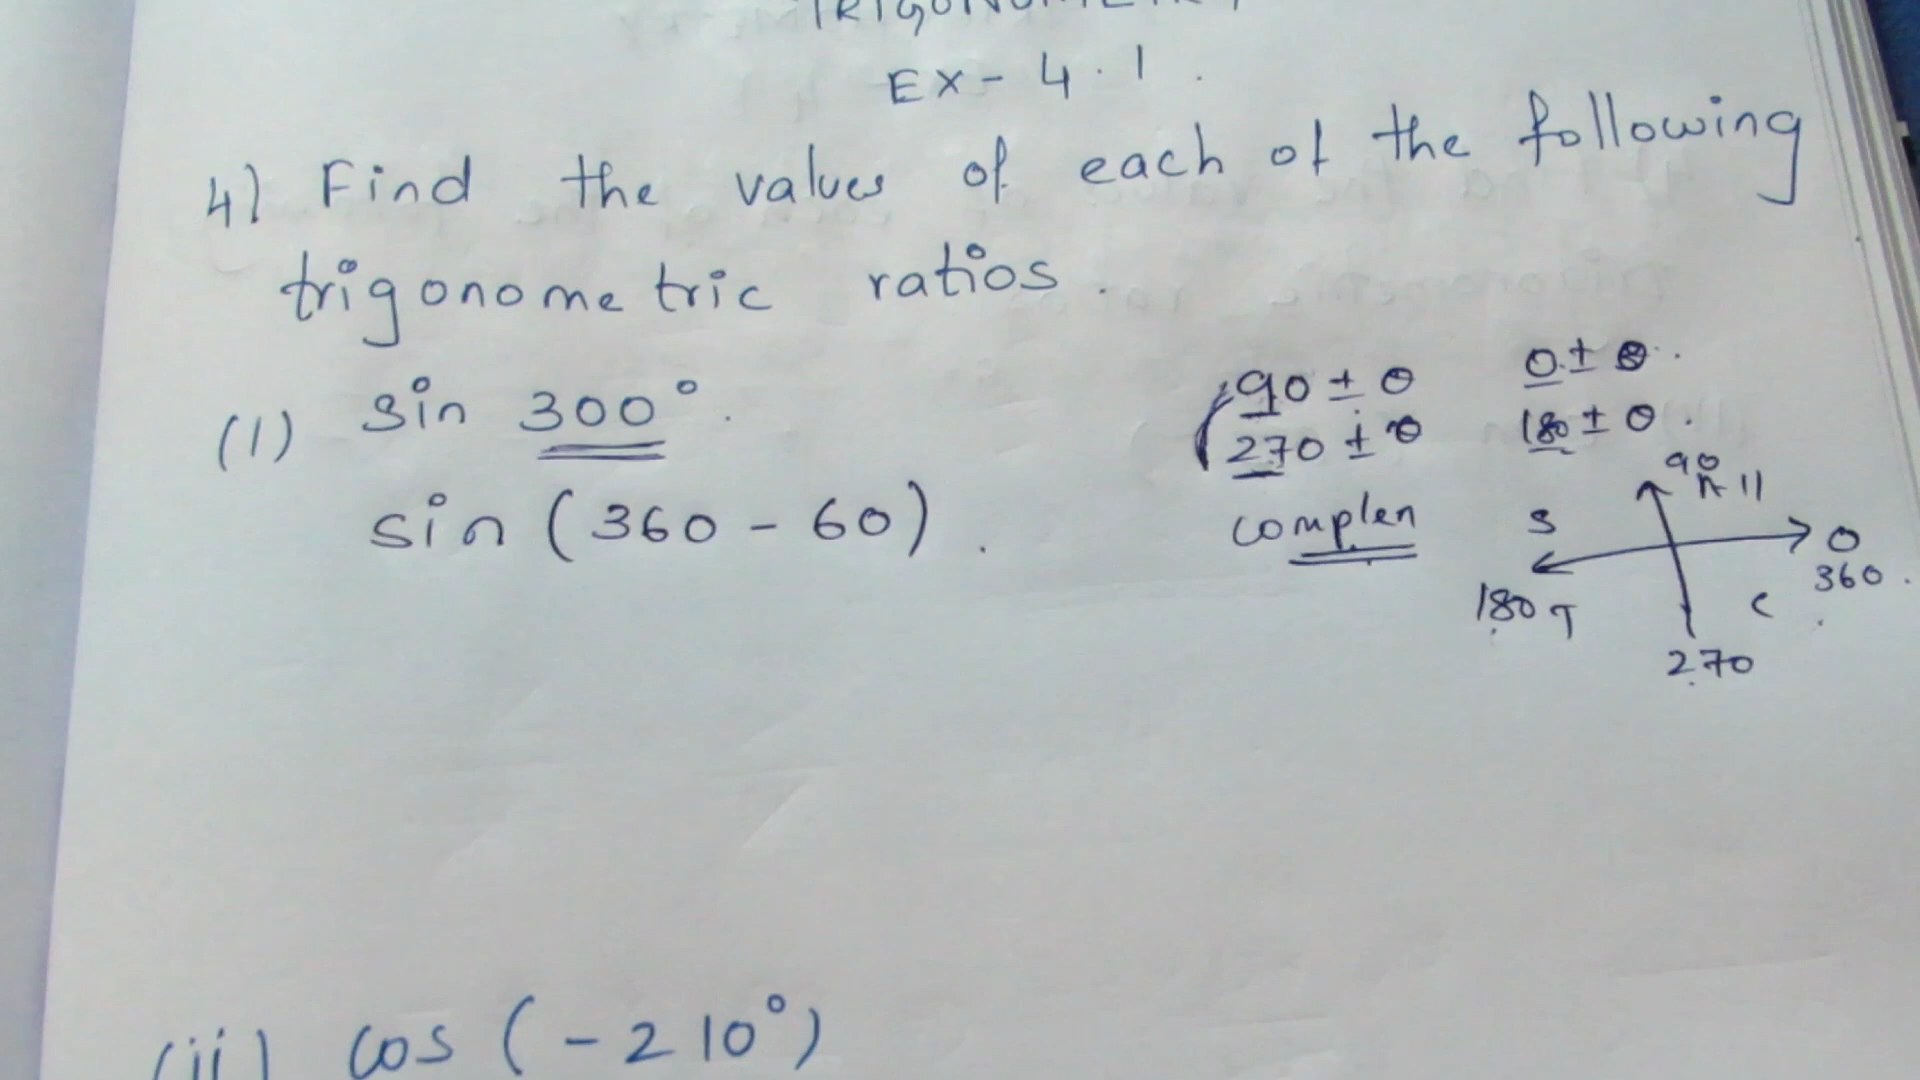 EX - 4.1.
4) Find the values of each of the following
trigonometric ratios.
(1) sin 300°.
sin (360 - 60).
90 ± θ
270 ± θ
complen
0 ± θ.
180 ± θ.
90
S
0
360.
180 T
C
270
(ii) cos (-210°)